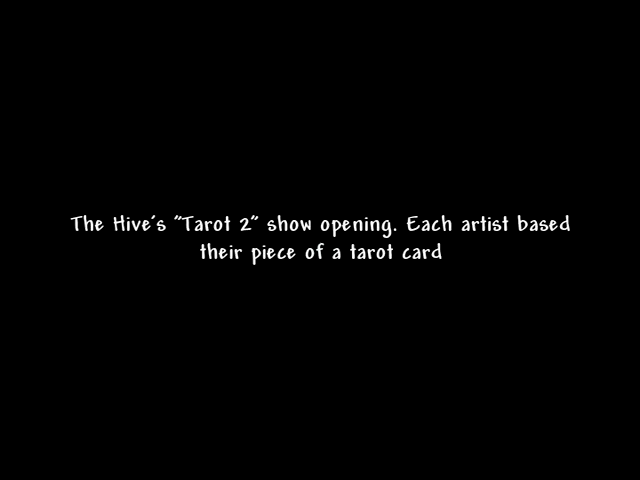 The Hive's "Tarot 2" show opening. Each artist based
their piece of a tarot card